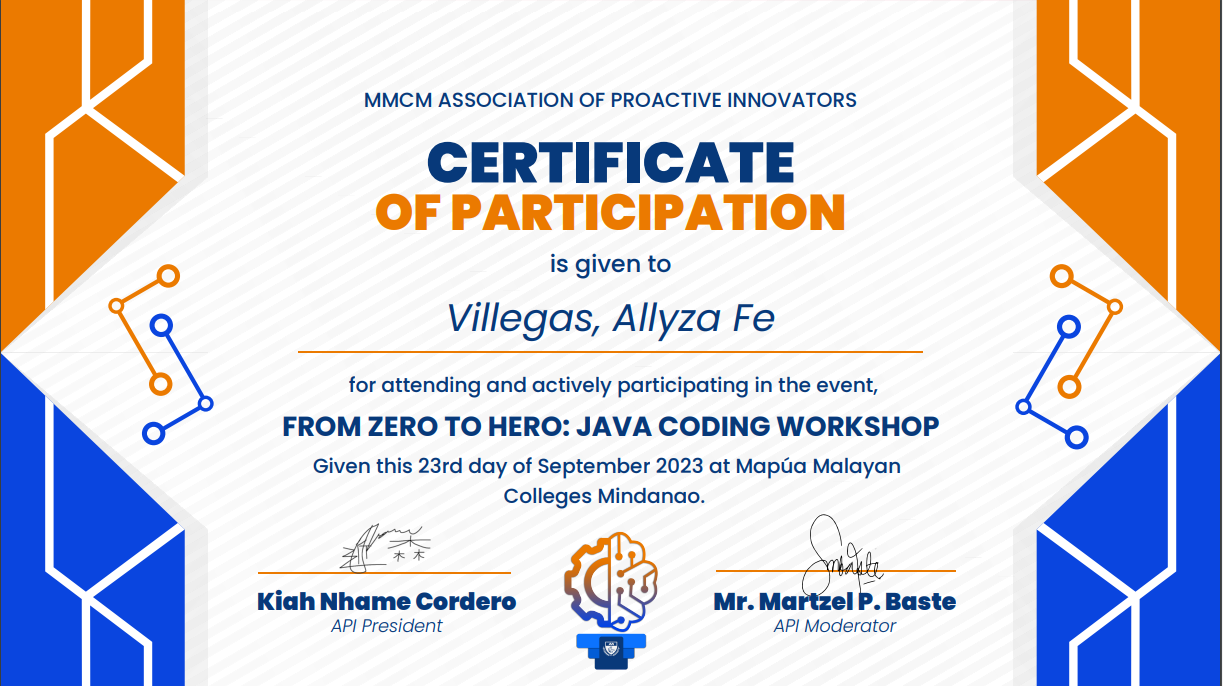 MMCM ASSOCIATION OF PROACTIVE INNOVATORS
CERTIFICATE
OF PARTICIPATION
is given to
Villegas, Allyza Fe
for attending and actively participating in the event,
FROM ZERO TO HERO: JAVA CODING WORKSHOP
Given this 23rd day of September 2023 at Mapúa Malayan
Colleges Mindanao.
Kiah Nhame Cordero
API President
Mr. Martzel P. Baste
API Moderator